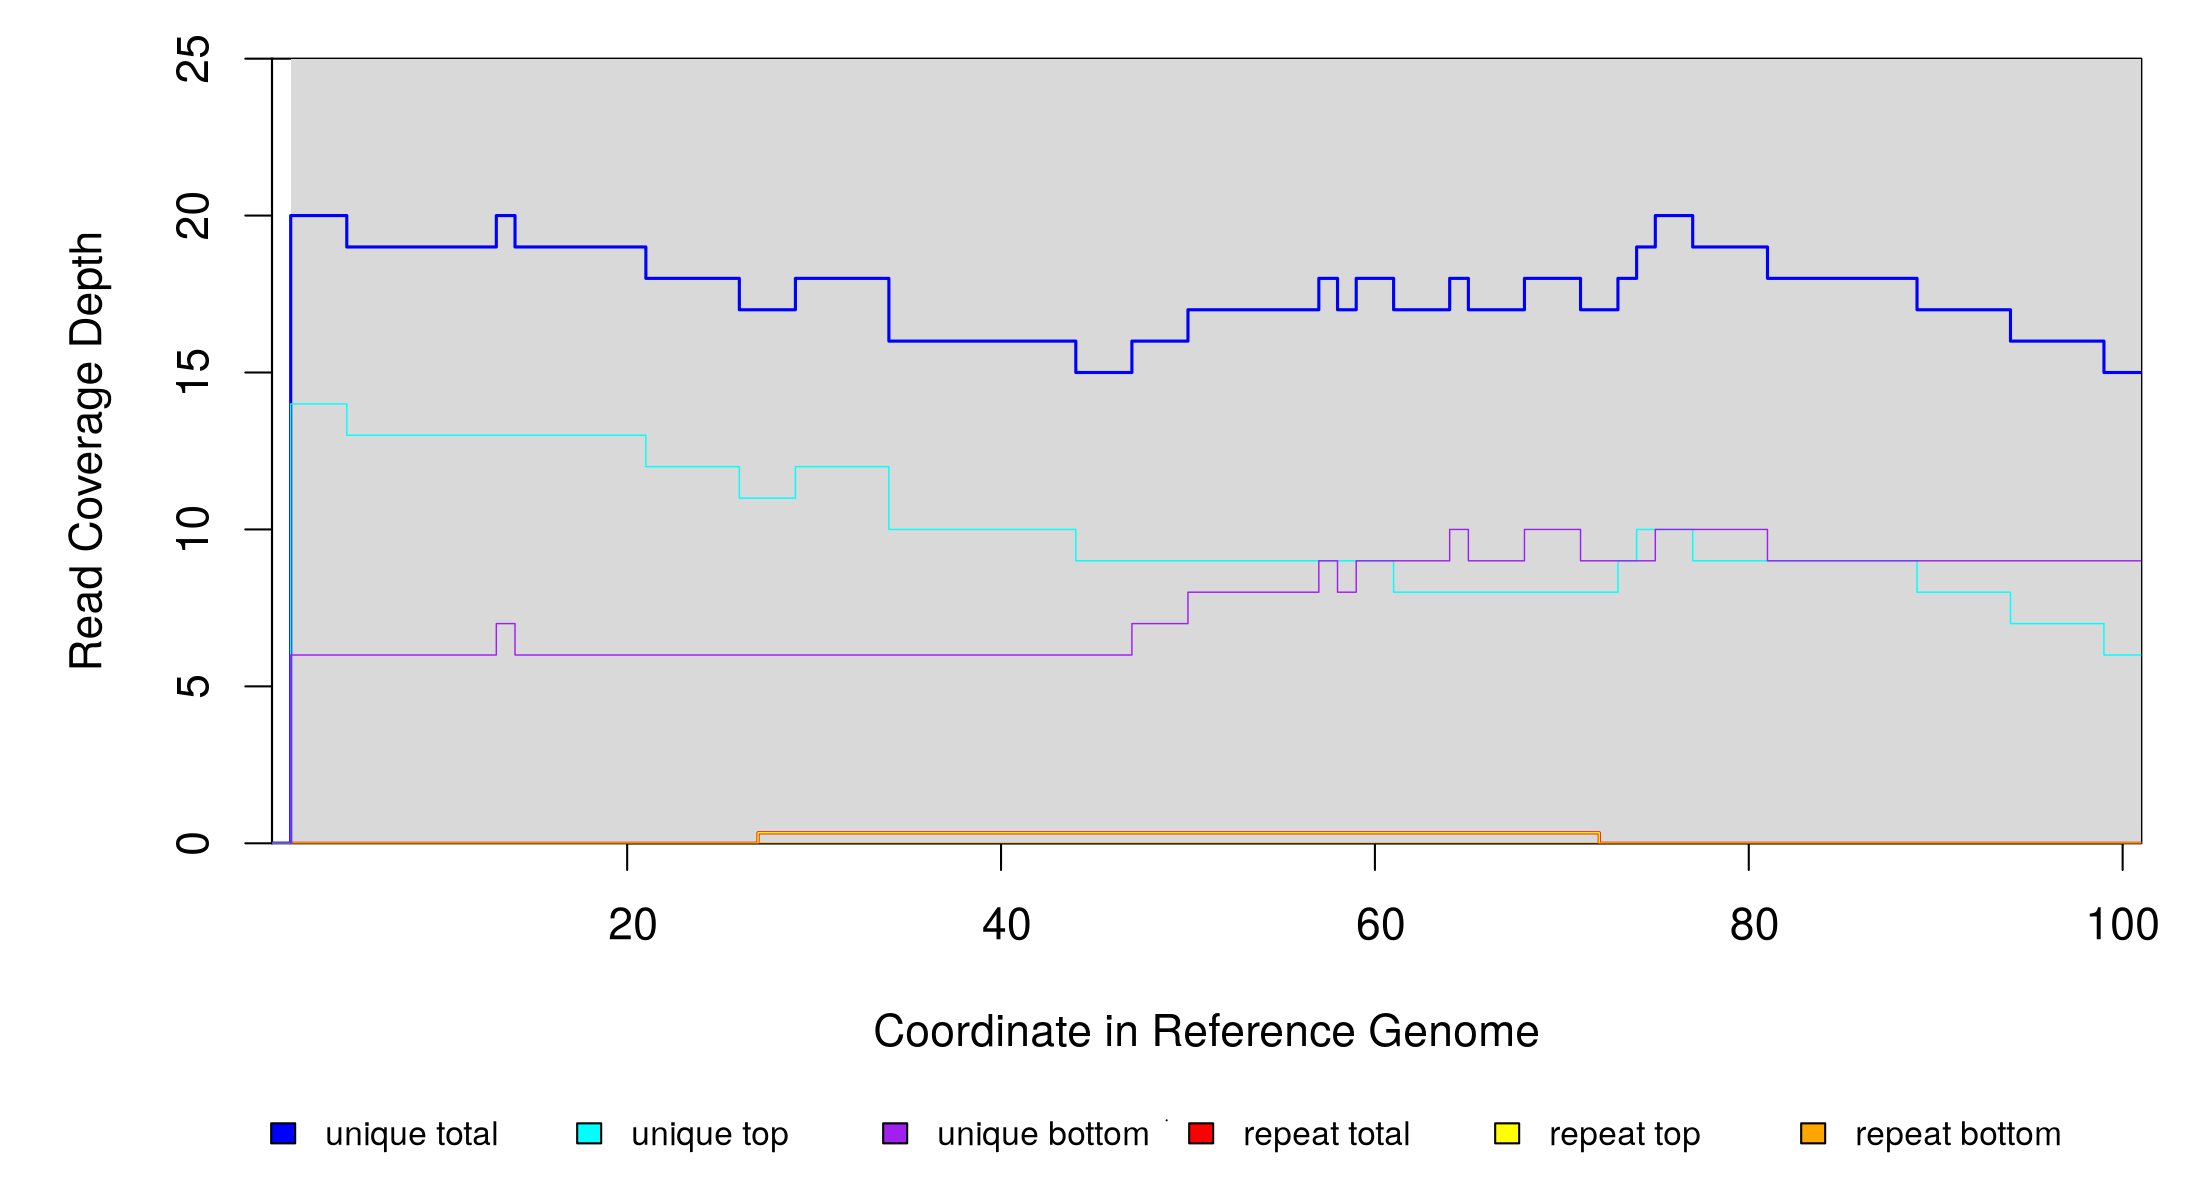 Read Coverage Depth
25
20
15
10
5
0
20 40 60 80 100
Coordinate in Reference Genome
unique total unique top unique bottom repeat total repeat top repeat bottom